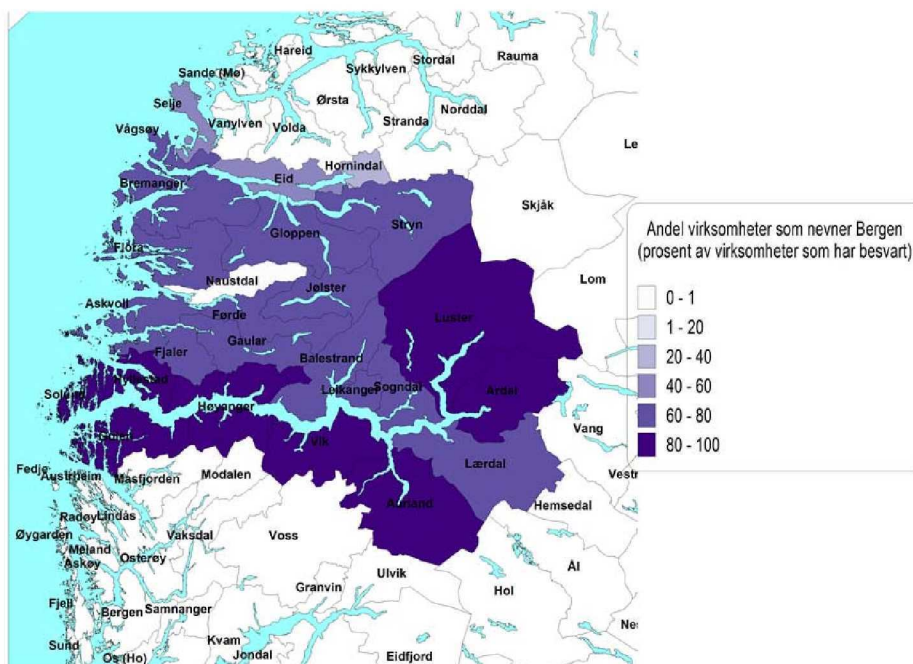 Hareid
Stordal
Rauma
Sykkylven
Sande (Mø)
Ørsta
Norddal
Selje
Vanylven
Volda
Stranda
Vågsøy
Le
Hornindal
Eid
Bremanger
Skjåk
Stryn
Gloppen
Flora
Lom
Naustdal
Jølster
Askvoll
Førde
Luster
Gaular
Fjaler
Balestrand
Hyllestad
Leikanger
Sogndal
Årdal
Solund
Høyanger
Vang
Gulen
Vik
Lærdal
Fedje
Austrheim
Masfjorden
Modalen
Vestr
Aurland
Hemsedal
Radøy
Lindås
Øygarden
Vaksdal
Voss
Meland
Osterøy
Askøy
Ulvik
Ål
Hol
Granvin
Fjell
Bergen
Samnanger
Nes
Kvam
Sund
Os (Ho)
Jondal
Eidfjord
Andel virksomheter som nevner Bergen
(prosent av virksomheter som har besvart)
0 - 1
1 - 20
20 - 40
40 - 60
60 - 80
80 - 100